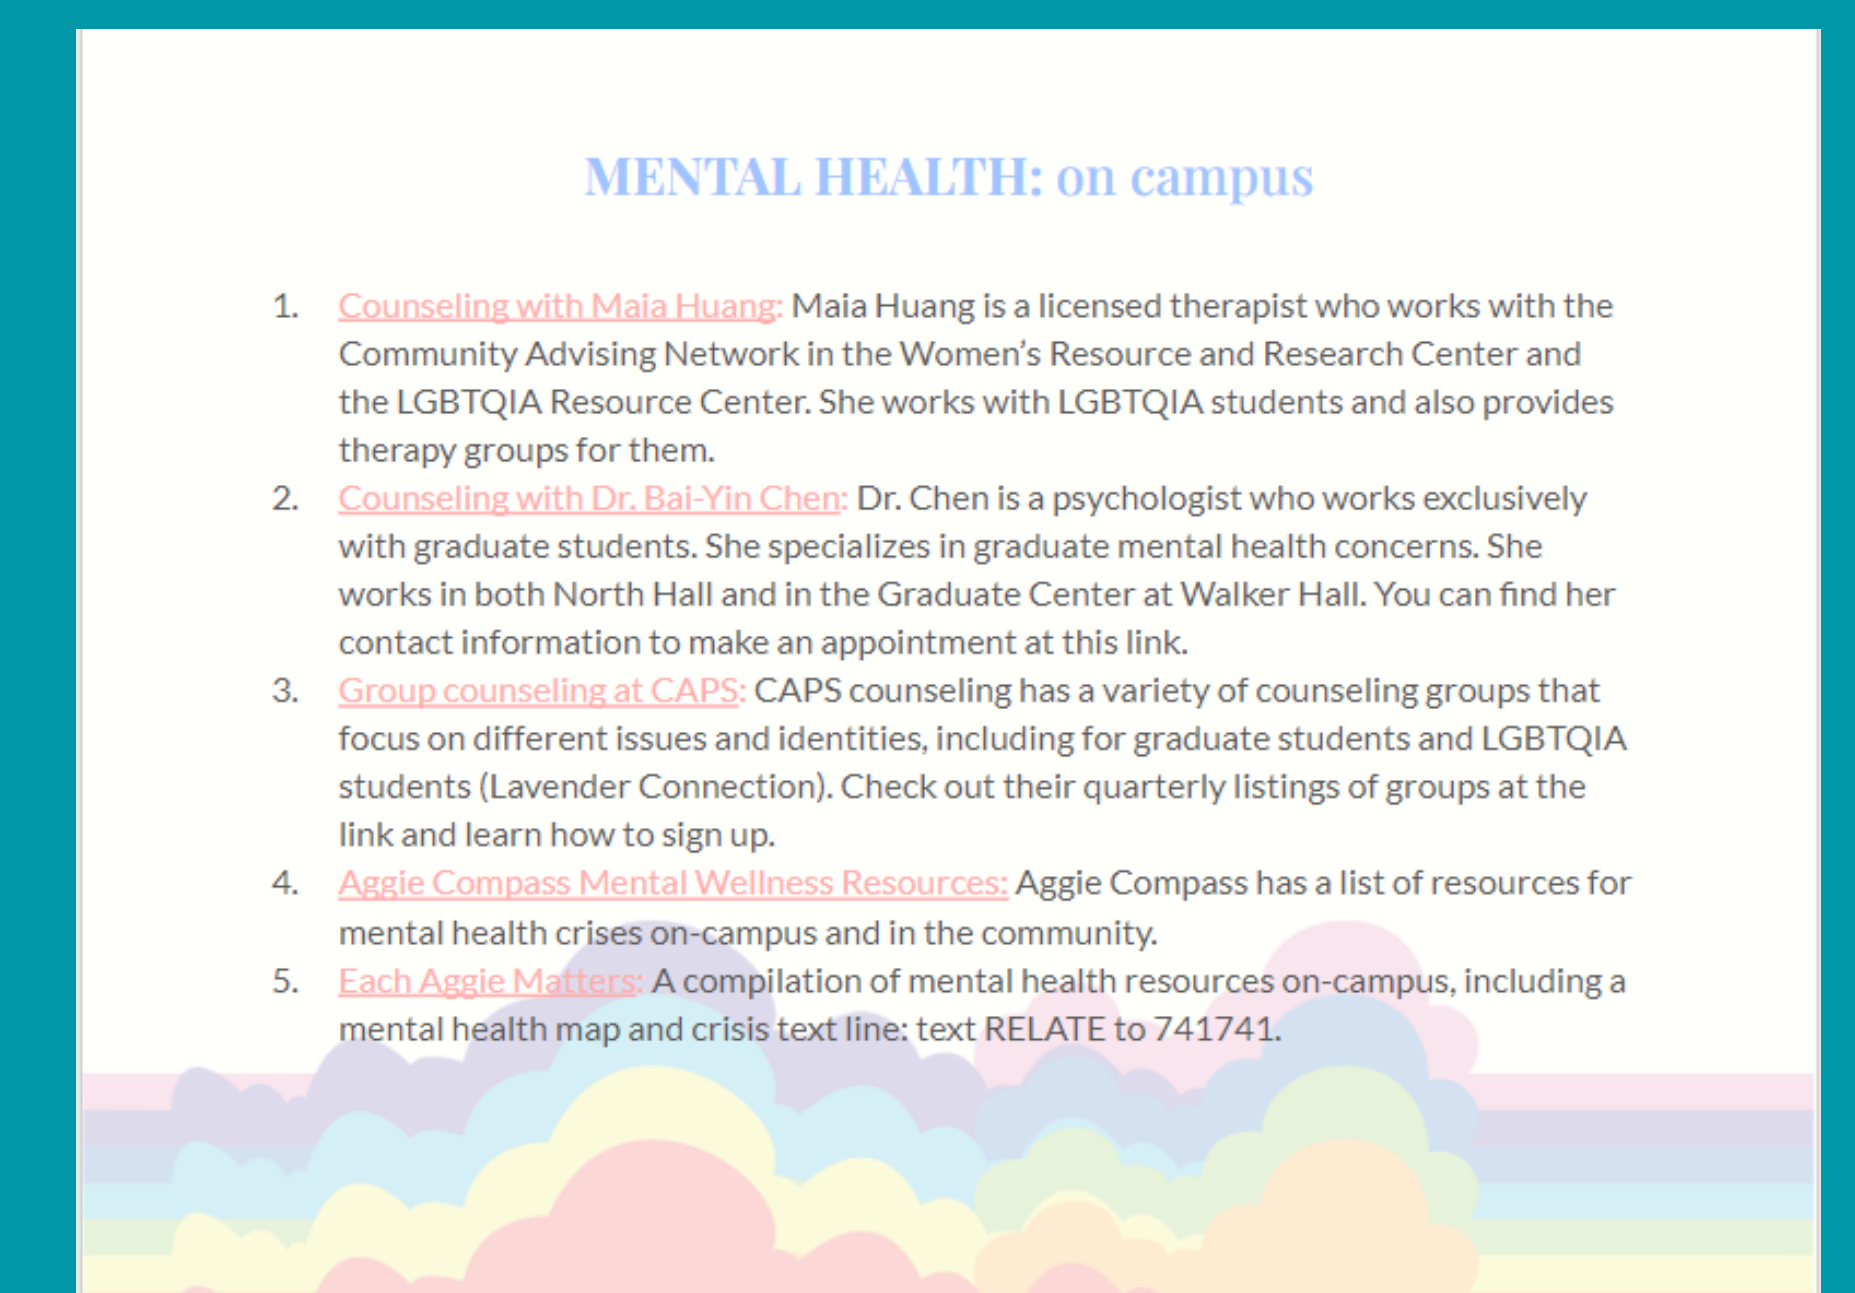 MENTAL HEALTH: on campus
1. Counseling with Maia Huang: Maia Huang is a licensed therapist who works with the
Community Advising Network in the Women's Resource and Research Center and
the LGBTQIA Resource Center. She works with LGBTQIA students and also provides
therapy groups for them.
2. Counseling with Dr. Bai-Yin Chen: Dr. Chen is a psychologist who works exclusively
with graduate students. She specializes in graduate mental health concerns. She
works in both North Hall and in the Graduate Center at Walker Hall. You can find her
contact information to make an appointment at this link.
3. Group counseling at CAPS: CAPS counseling has a variety of counseling groups that
focus on different issues and identities, including for graduate students and LGBTQIA
students (Lavender Connection). Check out their quarterly listings of groups at the
link and learn how to sign up.
4. Aggie Compass Mental Wellness Resources: Aggie Compass has a list of resources for
mental health crises on-campus and in the community.
5. Each Aggie Matters: A compilation of mental health resources on-campus, including a
mental health map and crisis text line: text RELATE to 741741.